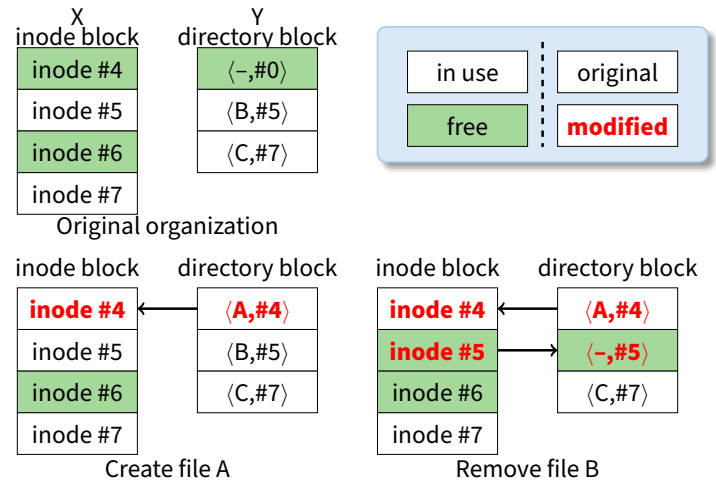 X
inode block
inode #4
inode #5
inode #6
inode #7
Y
directory block
⟨–,#0⟩
⟨B,#5⟩
⟨C,#7⟩
Original organization
in use
original
free
modified
inode block
inode #4
inode #5
inode #6
inode #7
directory block
⟨A,#4⟩
⟨B,#5⟩
⟨C,#7⟩
Create file A
inode block
inode #4
inode #5
inode #6
inode #7
directory block
⟨A,#4⟩
⟨–,#5⟩
⟨C,#7⟩
Remove file B